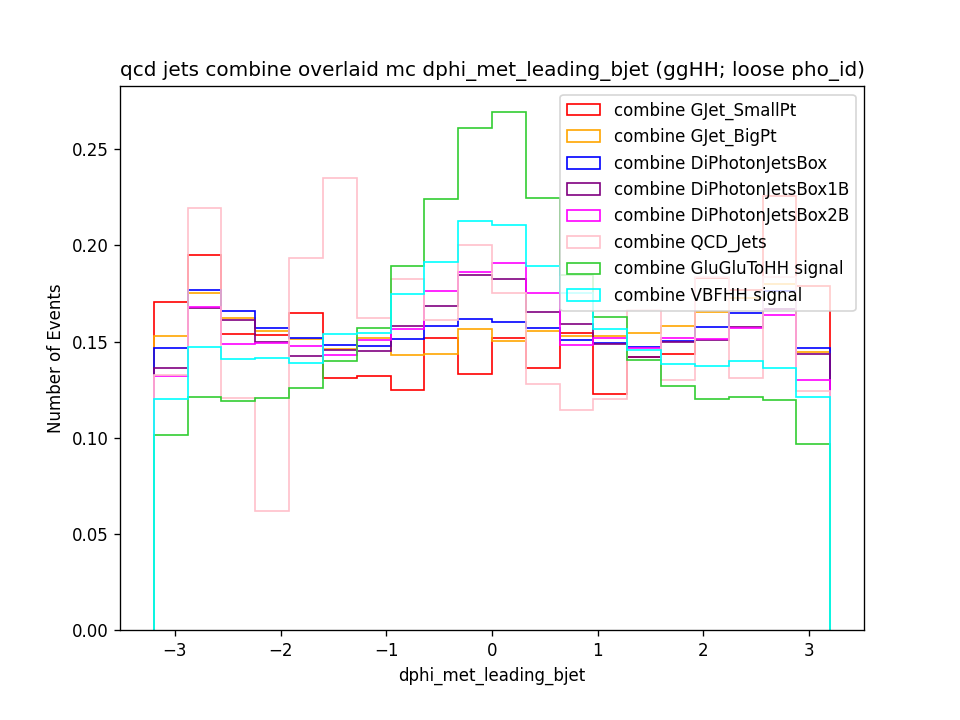 qcd jets combine overlaid mc dphi_met_leading_bjet (ggHH; loose pho_id)
combine GJet_SmallPt
combine GJet_BigPt
combine DiPhotonJetsBox
combine DiPhotonJetsBox1B
combine DiPhotonJetsBox2B
combine QCD_Jets
combine GluGluToHH signal
combine VBFHH signal
Number of Events
0.25
0.20
0.15
0.10
0.05
0.00
−3 −2 −1 0 1 2 3
dphi_met_leading_bjet